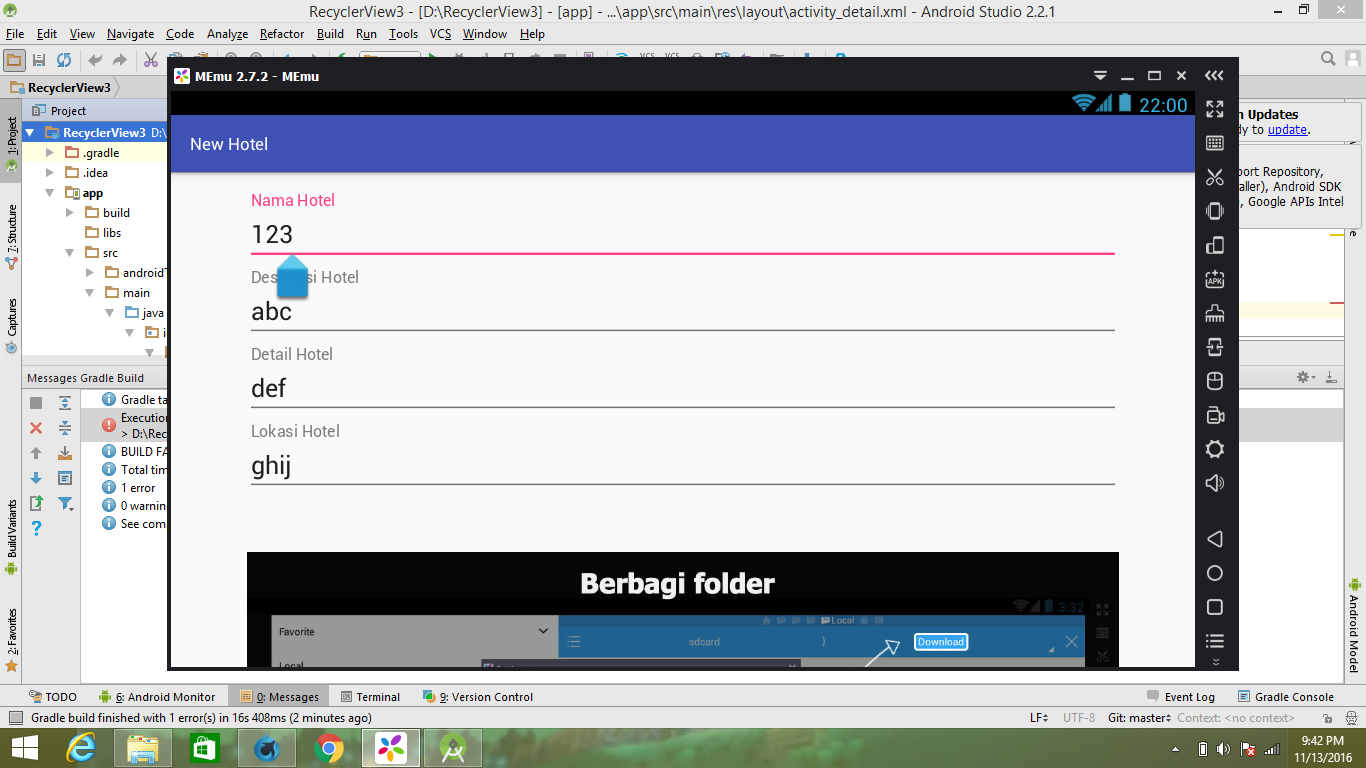 RecyclerView3 - [D:\RecyclerView3] - [app] - ...\app\src\main\res\layout\activity_detail.xml - Android Studio 2.2.1
File Edit View Navigate Code Analyze Refactor Build Run Tools VCS Window Help
RecyclerView3
MEmu 2.7.2 - MEmu
22:00
New Hotel
Nama Hotel
123
Hotel
abc
Detail Hotel
def
Lokasi Hotel
ghij
Berbagi folder
3:32
Favorite
Local
sdcard
Download
Local
Project
RecyclerView3 D:\
.gradle
.idea
app
build
libs
src
main
java
1: Project
7: Structure
Captures
Build Variants
2: Favorites
Updates
update.
port Repository,
Android SDK
Google APIs Intel
APK
Messages Gradle Build
Gradle ta
Execution
> D:\Rec
BUILD FA
Total tim
1 error
0 warnin
See com
Android Model
TODO 6: Android Monitor 0: Messages Terminal 9: Version Control Event Log Gradle Console
Gradle build finished with 1 error(s) in 16s 408ms (2 minutes ago) LF UTF-8 Git: master Context: <no context>
9:42 PM
11/13/2016